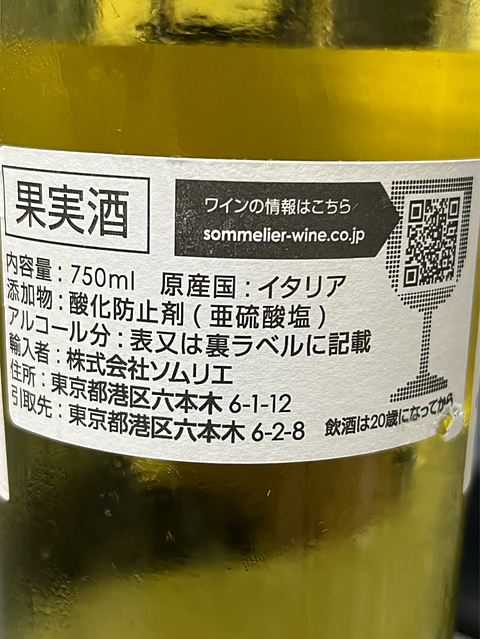 果実酒
ワインの情報はこちら
sommelier-wine.co.jp
内容量：750ml　原産国：イタリア
添加物：酸化防止剤（亜硫酸塩）
アルコール分：表又は裏ラベルに記載
輸入者：株式会社ソムリエ
住所：東京都港区六本木 6-1-12
引取先：東京都港区六本木 6-2-8
飲酒は20歳になってから